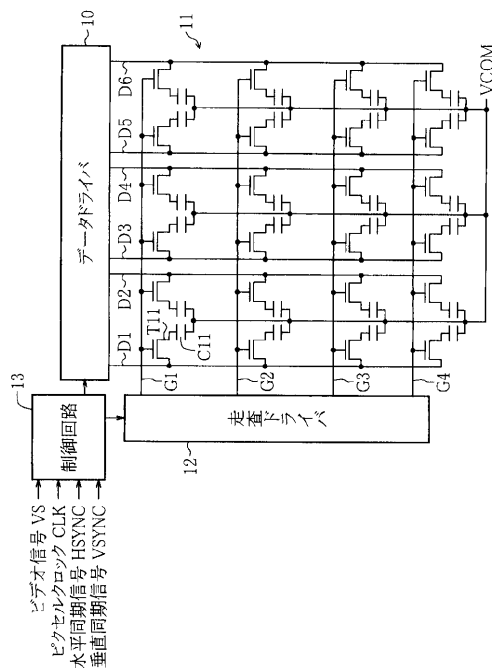 ビデオ信号 VS
ピクセルクロック CLK
水平同期信号 HSYNC
垂直同期信号 VSYNC
13
制御回路
10
データドライバ
D1
D2
D3
D4
D5
D6
11
T11
C11
G1
G2
G3
G4
走査ドライバ
12
VCOM